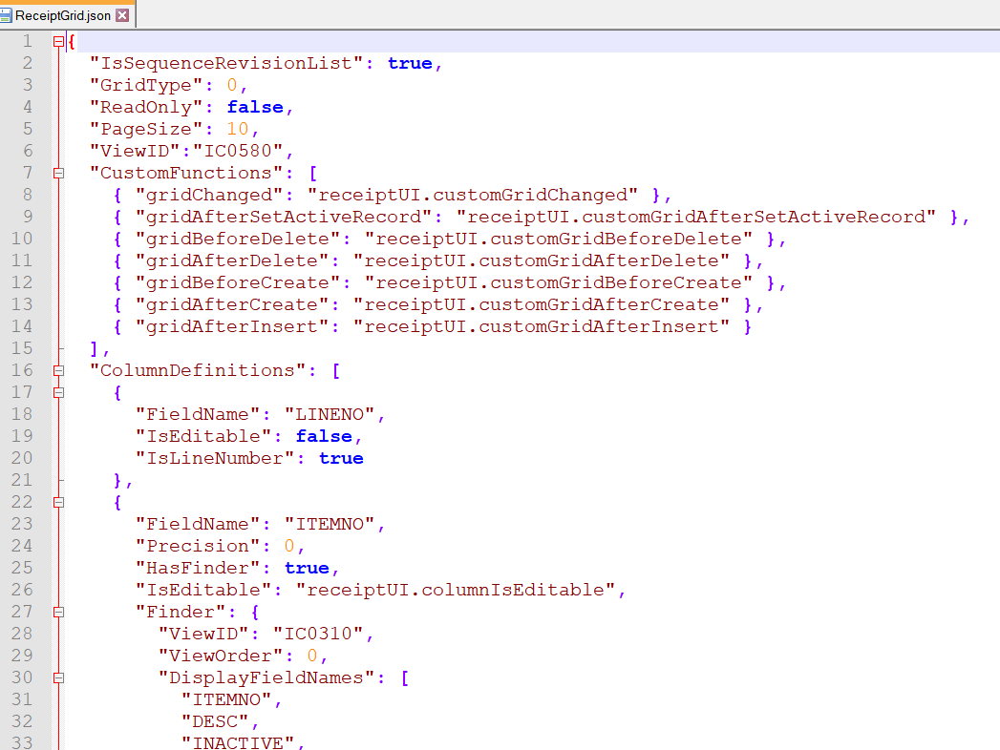 ReceiptGrid.json
1 {
2 "IsSequenceRevisionList": true,
3 "GridType": 0,
4 "ReadOnly": false,
5 "PageSize": 10,
6 "ViewID":"IC0580",
7 "CustomFunctions": [
8 { "gridChanged": "receiptUI.customGridChanged" },
9 { "gridAfterSetActiveRecord": "receiptUI.customGridAfterSetActiveRecord" },
10 { "gridBeforeDelete": "receiptUI.customGridBeforeDelete" },
11 { "gridAfterDelete": "receiptUI.customGridAfterDelete" },
12 { "gridBeforeCreate": "receiptUI.customGridBeforeCreate" },
13 { "gridAfterCreate": "receiptUI.customGridAfterCreate" },
14 { "gridAfterInsert": "receiptUI.customGridAfterInsert" }
15 ],
16 "ColumnDefinitions": [
17 {
18 "FieldName": "LINENO",
19 "IsEditable": false,
20 "IsLineNumber": true
21 },
22 {
23 "FieldName": "ITEMNO",
24 "Precision": 0,
25 "HasFinder": true,
26 "IsEditable": "receiptUI.columnIsEditable",
27 "Finder": {
28 "ViewID": "IC0310",
29 "ViewOrder": 0,
30 "DisplayFieldNames": [
31 "ITEMNO",
32 "DESC",
33 "INACTIVE",